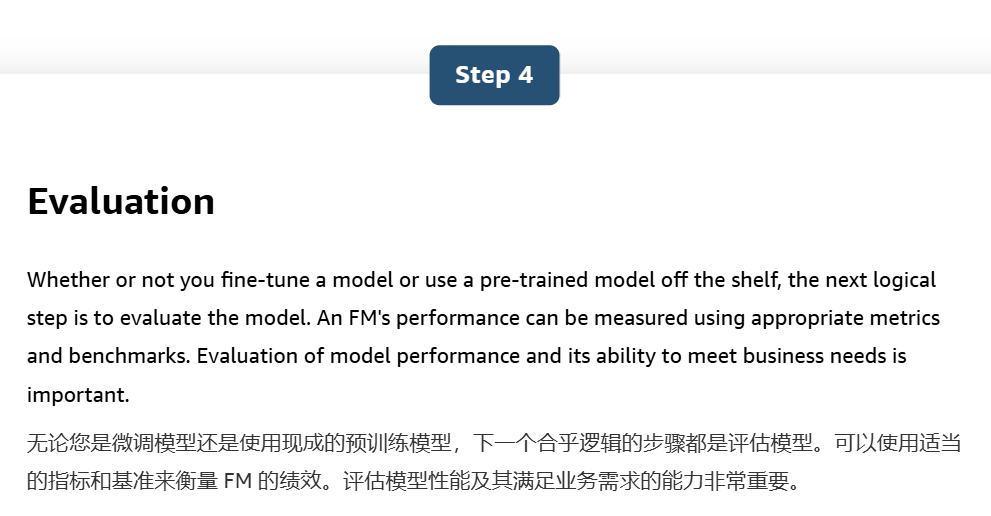 Step 4
Evaluation
Whether or not you fine-tune a model or use a pre-trained model off the shelf, the next logical
step is to evaluate the model. An FM's performance can be measured using appropriate metrics
and benchmarks. Evaluation of model performance and its ability to meet business needs is
important.
无论您是微调模型还是使用现成的预训练模型，下一个合乎逻辑的步骤都是评估模型。可以使用适当
的指标和基准来衡量 FM 的绩效。评估模型性能及其满足业务需求的能力非常重要。